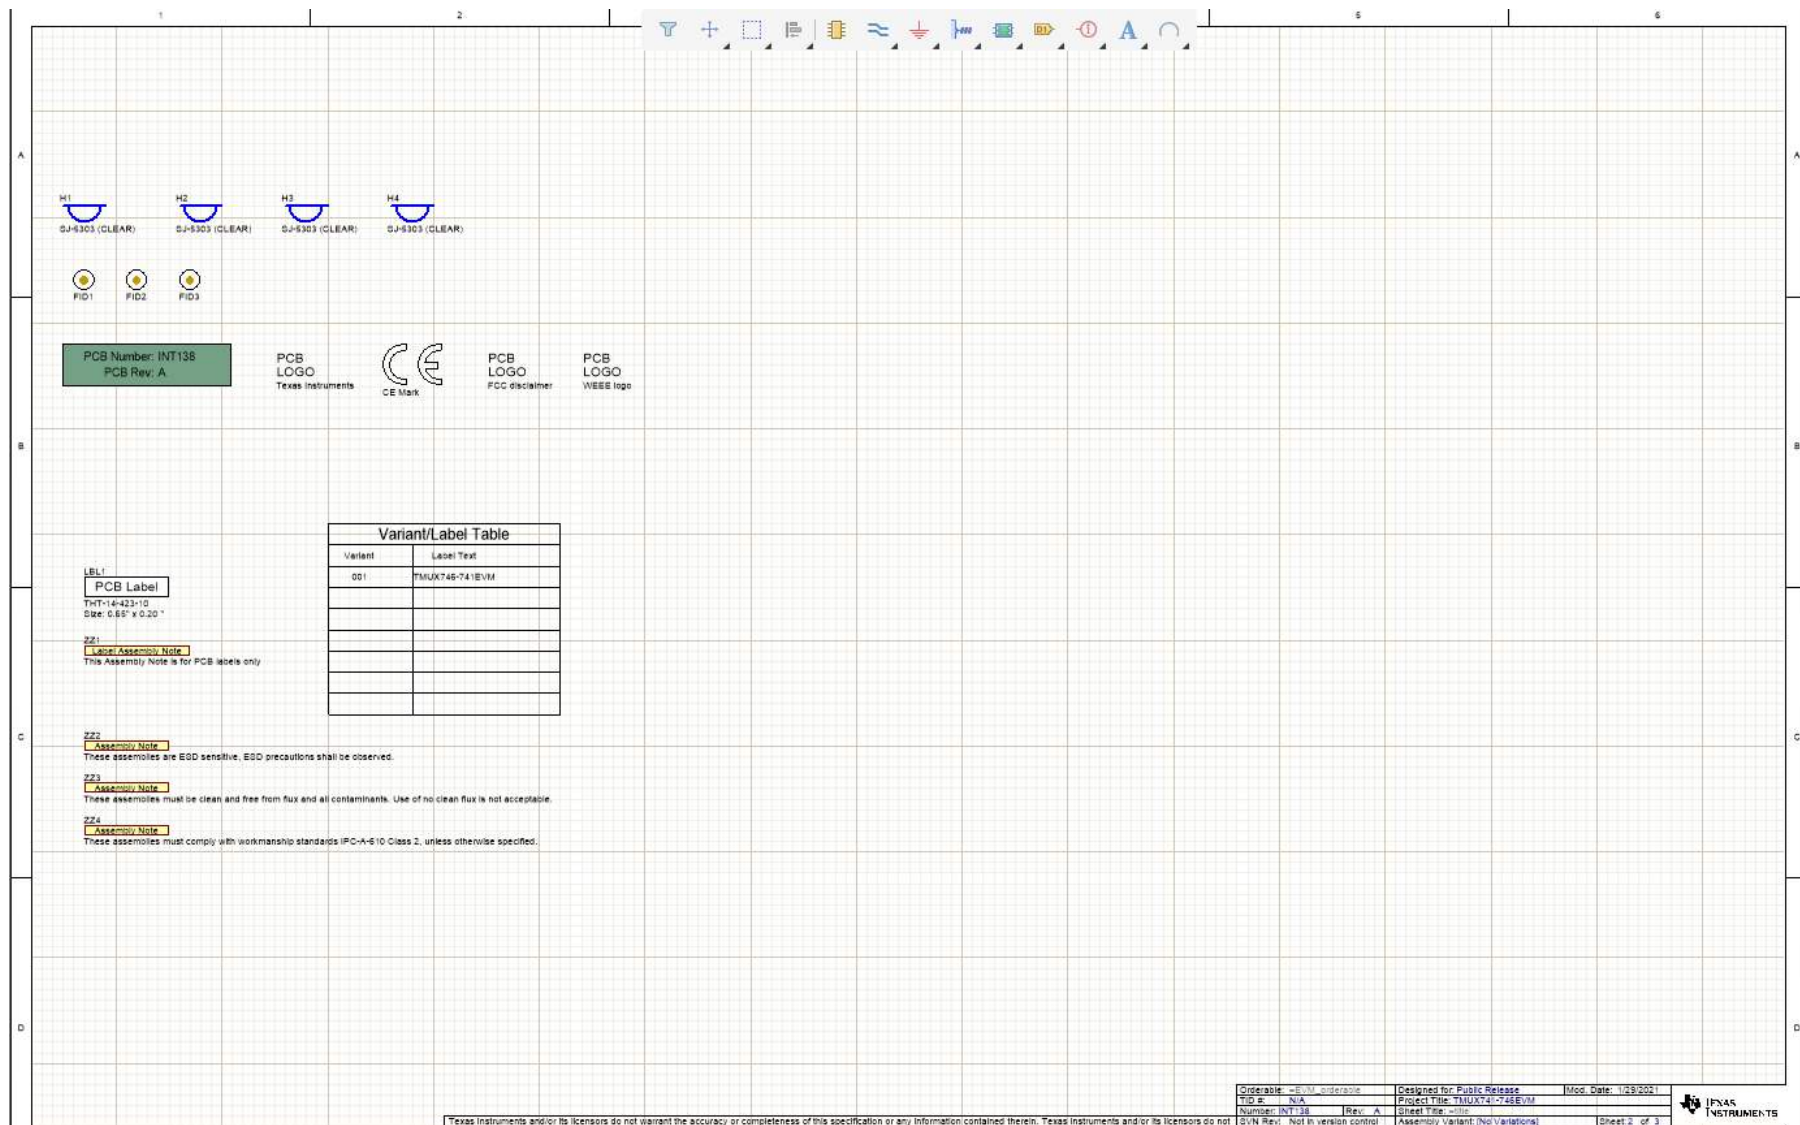 1 2 5 6
A A
H1 H2 H3 H4
SJ-5303 (CLEAR) SJ-5303 (CLEAR) SJ-5303 (CLEAR) SJ-5303 (CLEAR)
FID1 FID2 FID3
PCB Number: INT138
PCB Rev: A
PCB
LOGO
Texas Instruments
CE
CE Mark
PCB
LOGO
FCC disclaimer
PCB
LOGO
WEEE logo
B B
Variant/Label Table
Variant Label Text
001 TMUX746-741EVM
LBL1
PCB Label
THT-14-423-10
Size: 0.65" x 0.20 "
ZZ1
Label Assembly Note
This Assembly Note is for PCB labels only
C C
ZZ2
Assembly Note
These assemblies are ESD sensitive, ESD precautions shall be observed.
ZZ3
Assembly Note
These assemblies must be clean and free from flux and all contaminants. Use of no clean flux is not acceptable.
ZZ4
Assembly Note
These assemblies must comply with workmanship standards IPC-A-610 Class 2, unless otherwise specified.
D D
Orderable: =EVM_orderable Designed for: Public Release Mod. Date: 1/29/2021
TID #: N/A Project Title: TMUX741-746EVM
Number: INT138 Rev: A Sheet Title: =title
SVN Rev: Not in version control Assembly Variant: [No Variations] Sheet: 2 of 3
Texas Instruments and/or its licensors do not warrant the accuracy or completeness of this specification or any information contained therein. Texas Instruments and/or its licensors do not
TEXAS
INSTRUMENTS